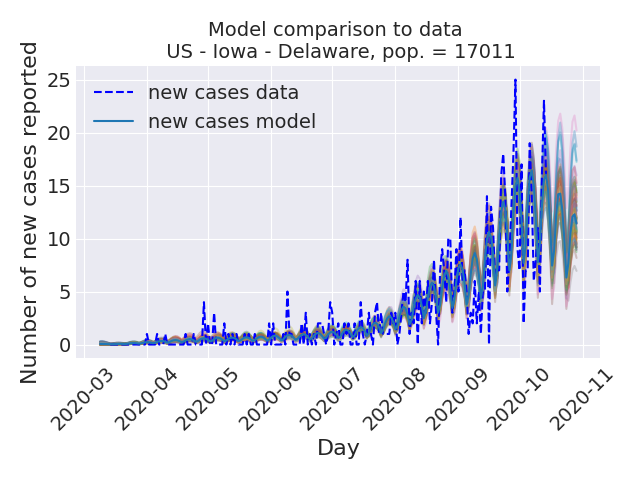 Model comparison to data
US - Iowa - Delaware, pop. = 17011
Number of new cases reported
25
20
15
10
5
0
new cases data
new cases model
2020-03
2020-04
2020-05
2020-06
2020-07
2020-08
2020-09
2020-10
2020-11
Day